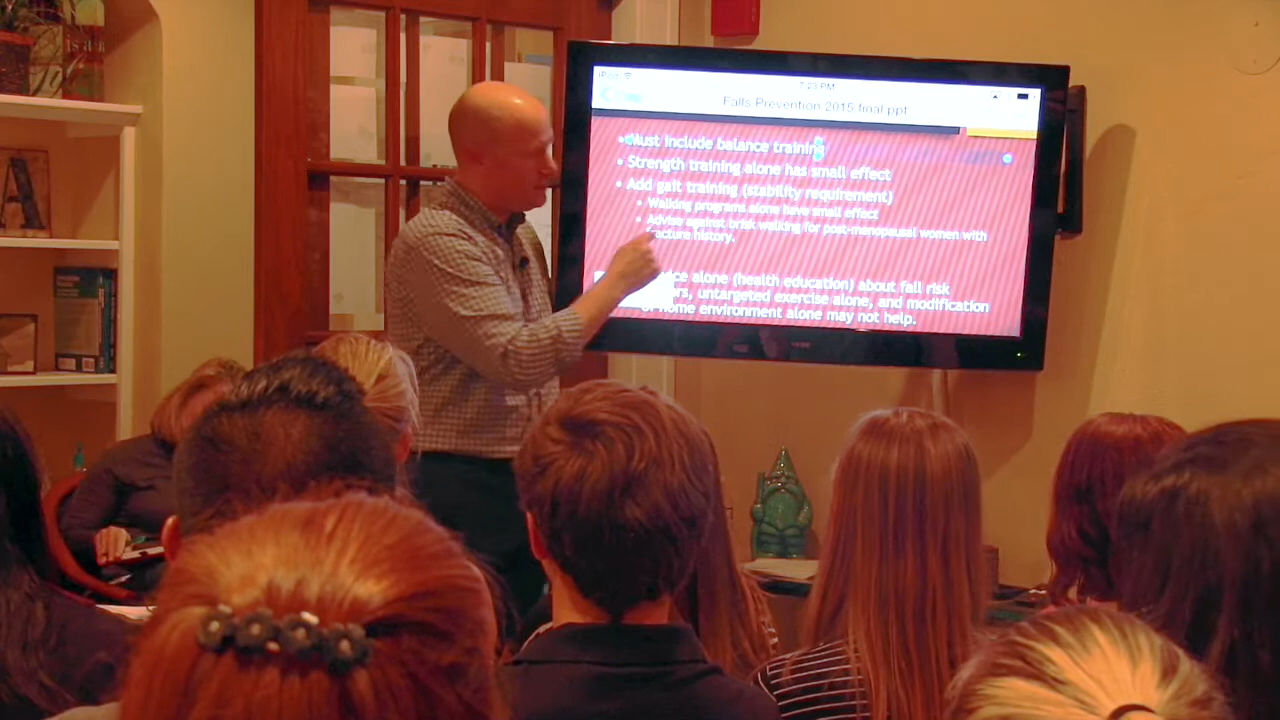 iPod
7:23 PM
Falls Prevention 2015 final.ppt
Must include balance training
Strength training alone has small effect
Add gait training (stability requirement)
Walking programs alone have small effect
Advise against brisk walking for post-menopausal women with
fracture history.
alone (health education) about fall risk
untargeted exercise alone, and modification
home environment alone may not help.
is a
A